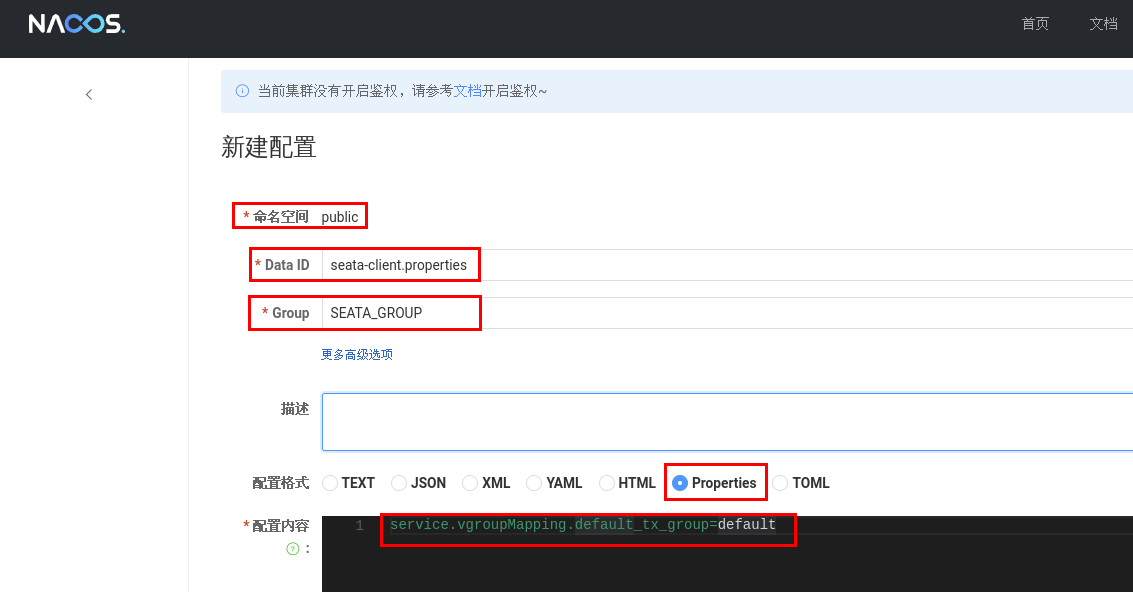 NACOS.
首页 文档
当前集群没有开启鉴权，请参考文档开启鉴权~
新建配置
* 命名空间 public
* Data ID seata-client.properties
* Group SEATA_GROUP
更多高级选项
描述
配置格式 TEXT JSON XML YAML HTML Properties TOML
* 配置内容 ? :
1 service.vgroupMapping.default_tx_group=default